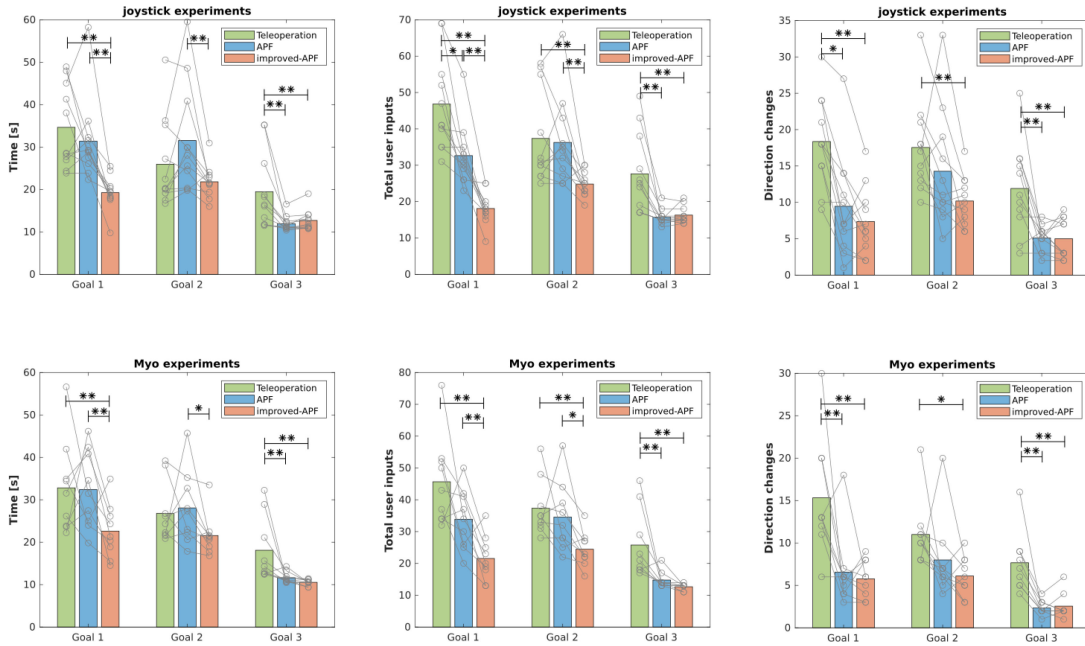 joystick experiments
Time [s]
60
50
40
30
20
10
0
Teleoperation
APF
improved-APF
**
**
**
**
**
Goal 1
Goal 2
Goal 3
joystick experiments
Total user inputs
70
60
50
40
30
20
10
0
Teleoperation
APF
improved-APF
**
*
**
**
**
**
**
Goal 1
Goal 2
Goal 3
joystick experiments
Direction changes
35
30
25
20
15
10
5
0
Teleoperation
APF
improved-APF
**
*
**
**
**
Goal 1
Goal 2
Goal 3
Myo experiments
Time [s]
60
50
40
30
20
10
0
Teleoperation
APF
improved-APF
**
**
*
**
**
Goal 1
Goal 2
Goal 3
Myo experiments
Total user inputs
80
70
60
50
40
30
20
10
0
Teleoperation
APF
improved-APF
**
**
**
*
**
**
Goal 1
Goal 2
Goal 3
Myo experiments
Direction changes
30
25
20
15
10
5
0
Teleoperation
APF
improved-APF
**
**
*
**
**
Goal 1
Goal 2
Goal 3